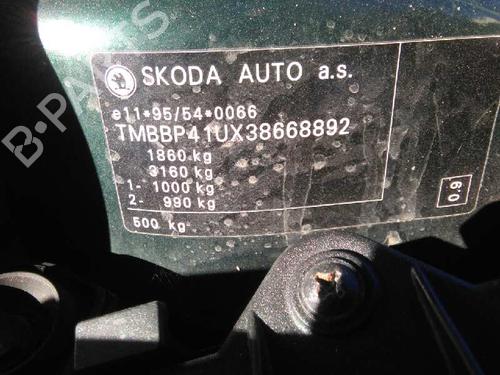 SKODA AUTO a.s.
e11*95/54*0066
TMBBP41UX38668892
1860 kg
3160 kg
1- 1000 kg
2- 990 kg
500 kg
0.9
B-PARTS